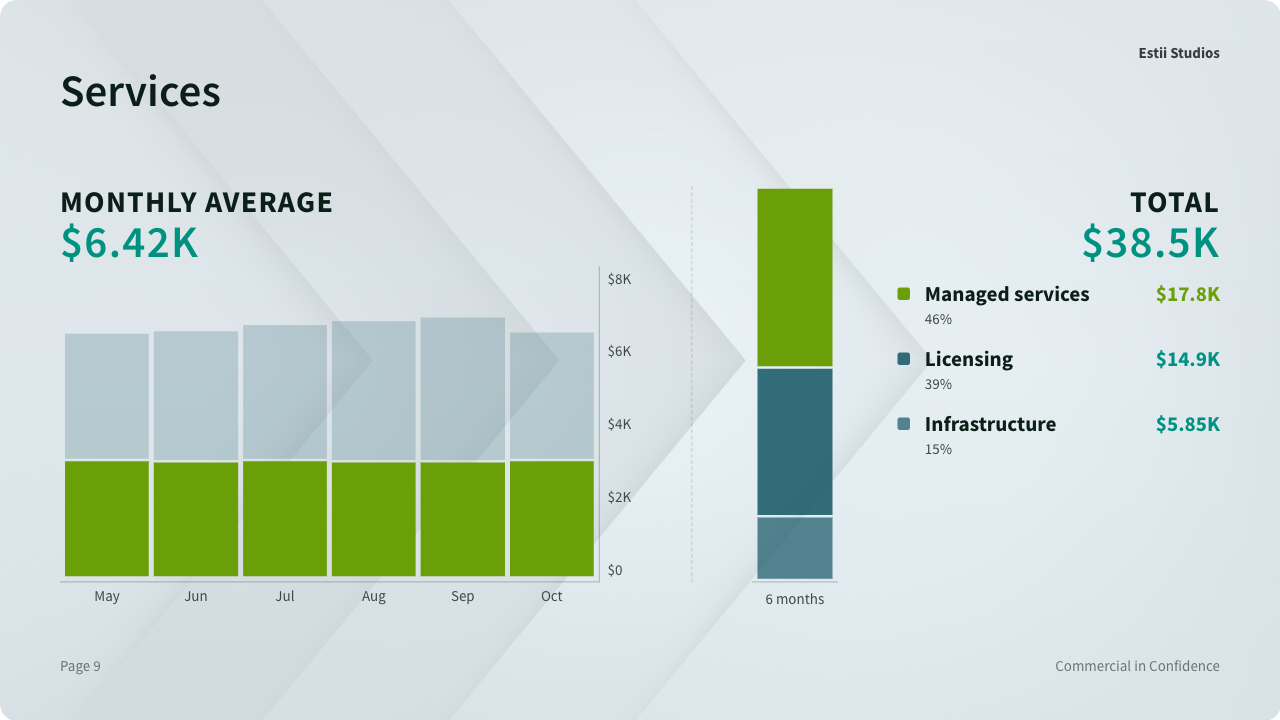 Estii Studios
Services
MONTHLY AVERAGE
$6.42K
TOTAL
$38.5K
$8K
$6K
$4K
$2K
$0
May Jun Jul Aug Sep Oct
6 months
Managed services $17.8K
46%
Licensing $14.9K
39%
Infrastructure $5.85K
15%
Page 9
Commercial in Confidence